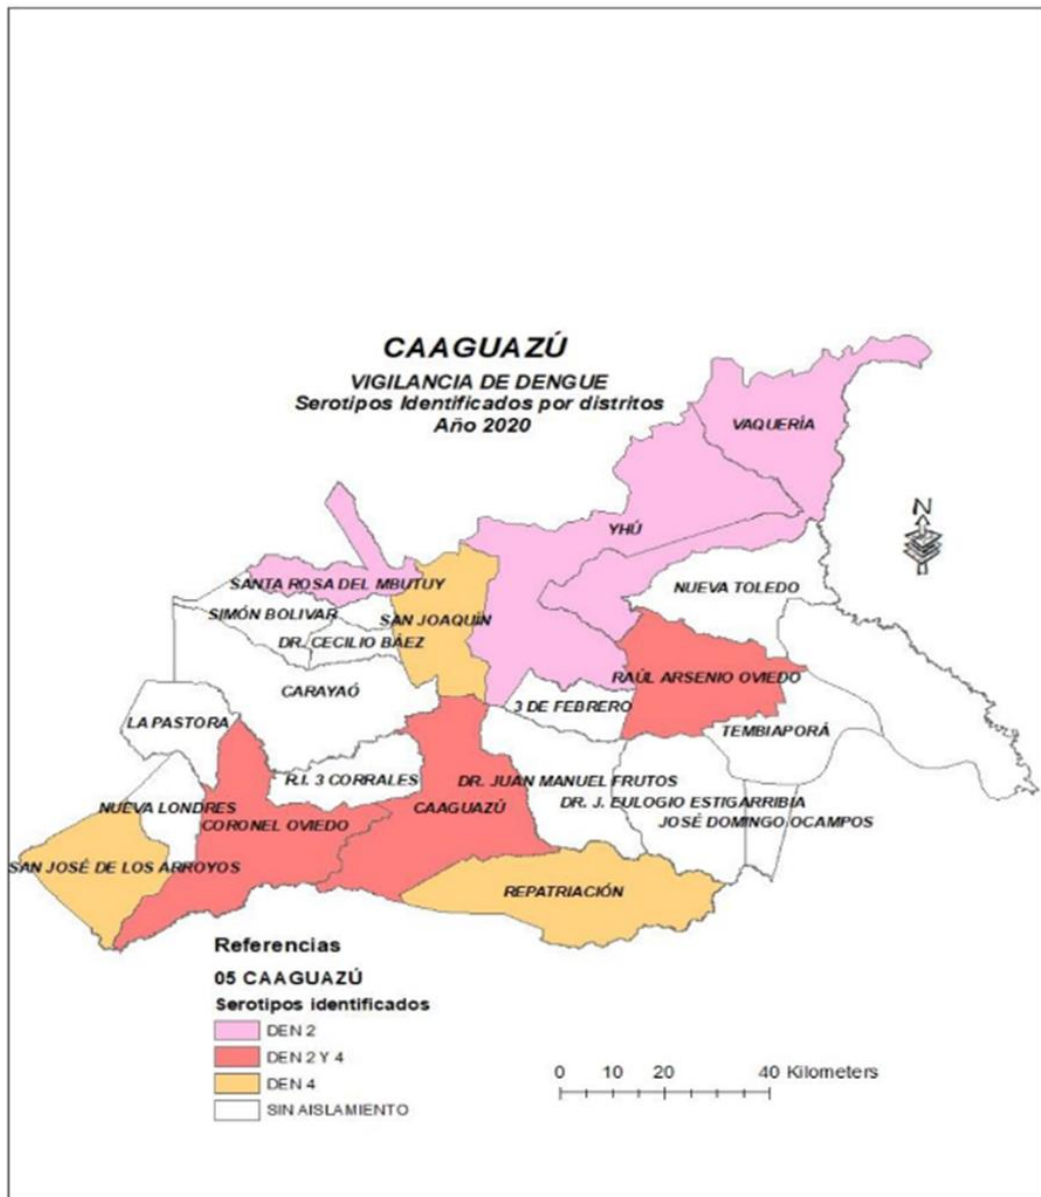 CAAGUAZÚ
VIGILANCIA DE DENGUE
Serotipos Identificados por distritos
Año 2020
VAQUERÍA
N
YHÚ
SANTA ROSA DEL MBUTUY
NUEVA TOLEDO
SIMÓN BOLIVAR
SAN JOAQUÍN
DR. CECILIO BÁEZ
RAÚL ARSENIO OVIEDO
CARAYAÓ
3 DE FEBRERO
LA PASTORA
TEMBIAPORÁ
R.I. 3 CORRALES
DR. JUAN MANUEL FRUTOS
NUEVA LONDRES
CAAGUAZÚ
DR. J. EULOGIO ESTIGARRIBIA
CORONEL OVIEDO
JOSÉ DOMINGO OCAMPOS
SAN JOSÉ DE LOS ARROYOS
REPATRIACIÓN
Referencias
05 CAAGUAZÚ
Serotipos identificados
DEN 2
DEN 2 Y 4
DEN 4
SIN AISLAMIENTO
0 10 20 40 Kilometers